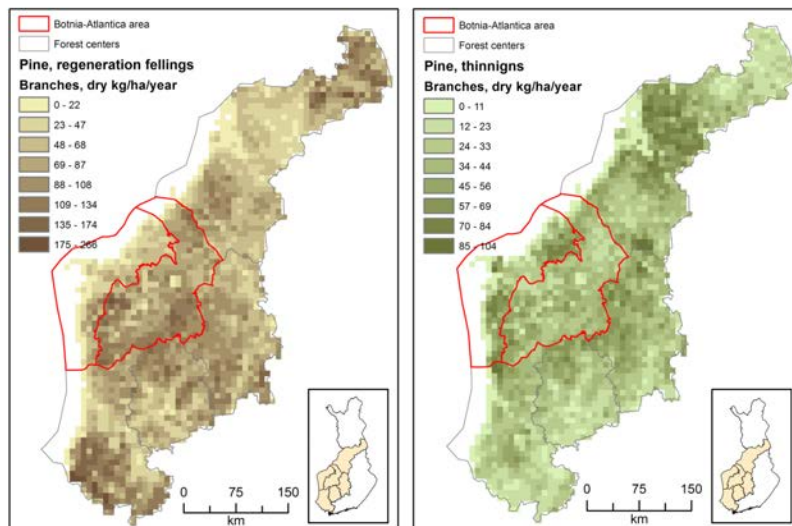 Botnia-Atlantica area
Forest centers
Pine, regeneration fellings
Branches, dry kg/ha/year
0 - 22
23 - 47
48 - 68
69 - 87
88 - 108
109 - 134
135 - 174
175 - 266
0 75 150
km
Botnia-Atlantica area
Forest centers
Pine, thinnigns
Branches, dry kg/ha/year
0 - 11
12 - 23
24 - 33
34 - 44
45 - 56
57 - 69
70 - 84
85 - 104
0 75 150
km